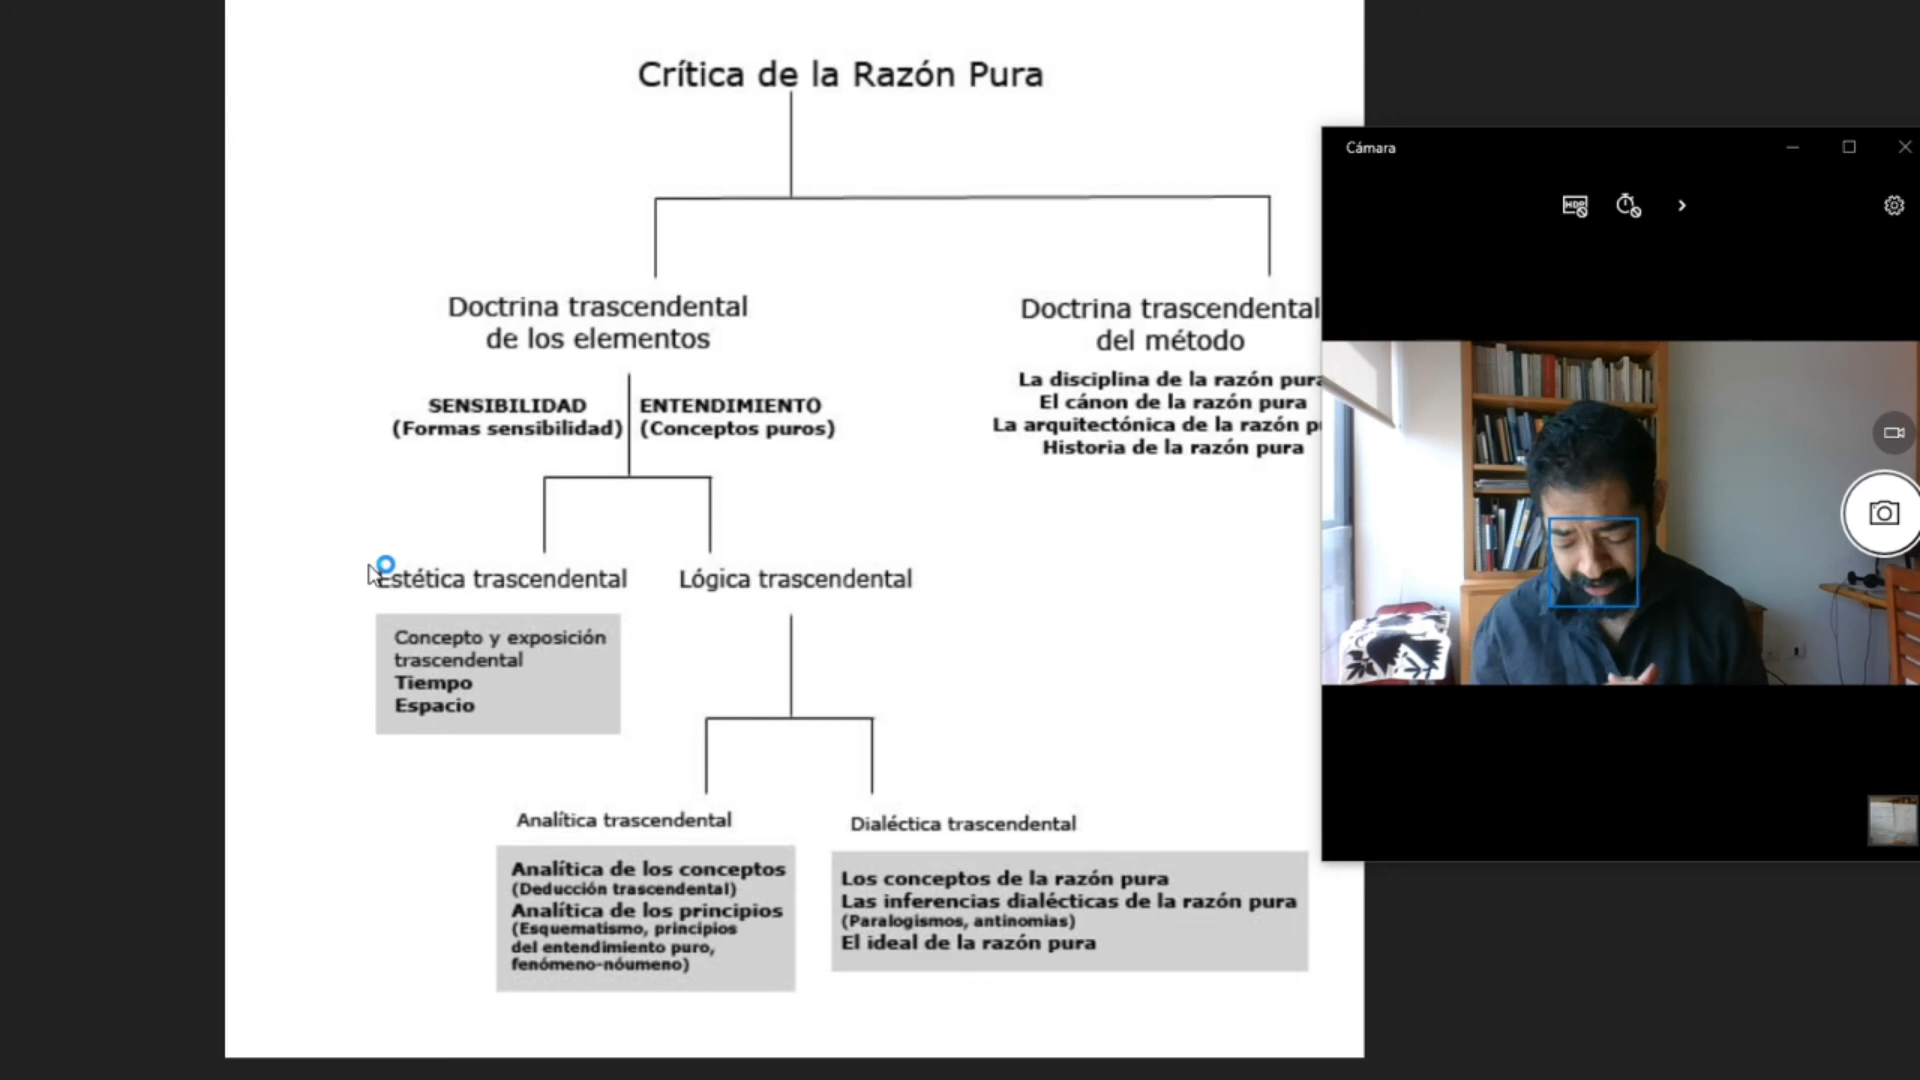 Crítica de la Razón Pura
Doctrina trascendental
de los elementos
SENSIBILIDAD
(Formas sensibilidad)
ENTENDIMIENTO
(Conceptos puros)
Doctrina trascendental
del método
La disciplina de la razón pura
El cánon de la razón pura
La arquitectónica de la razón p
Historia de la razón pura
Estética trascendental
Concepto y exposición
trascendental
Tiempo
Espacio
Lógica trascendental
Analítica trascendental
Analítica de los conceptos
(Deducción trascendental)
Analítica de los principios
(Esquematismo, principios
del entendimiento puro,
fenómeno-nóumeno)
Dialéctica trascendental
Los conceptos de la razón pura
Las inferencias dialécticas de la razón pura
(Paralogismos, antinomias)
El ideal de la razón pura
Cámara
HDR